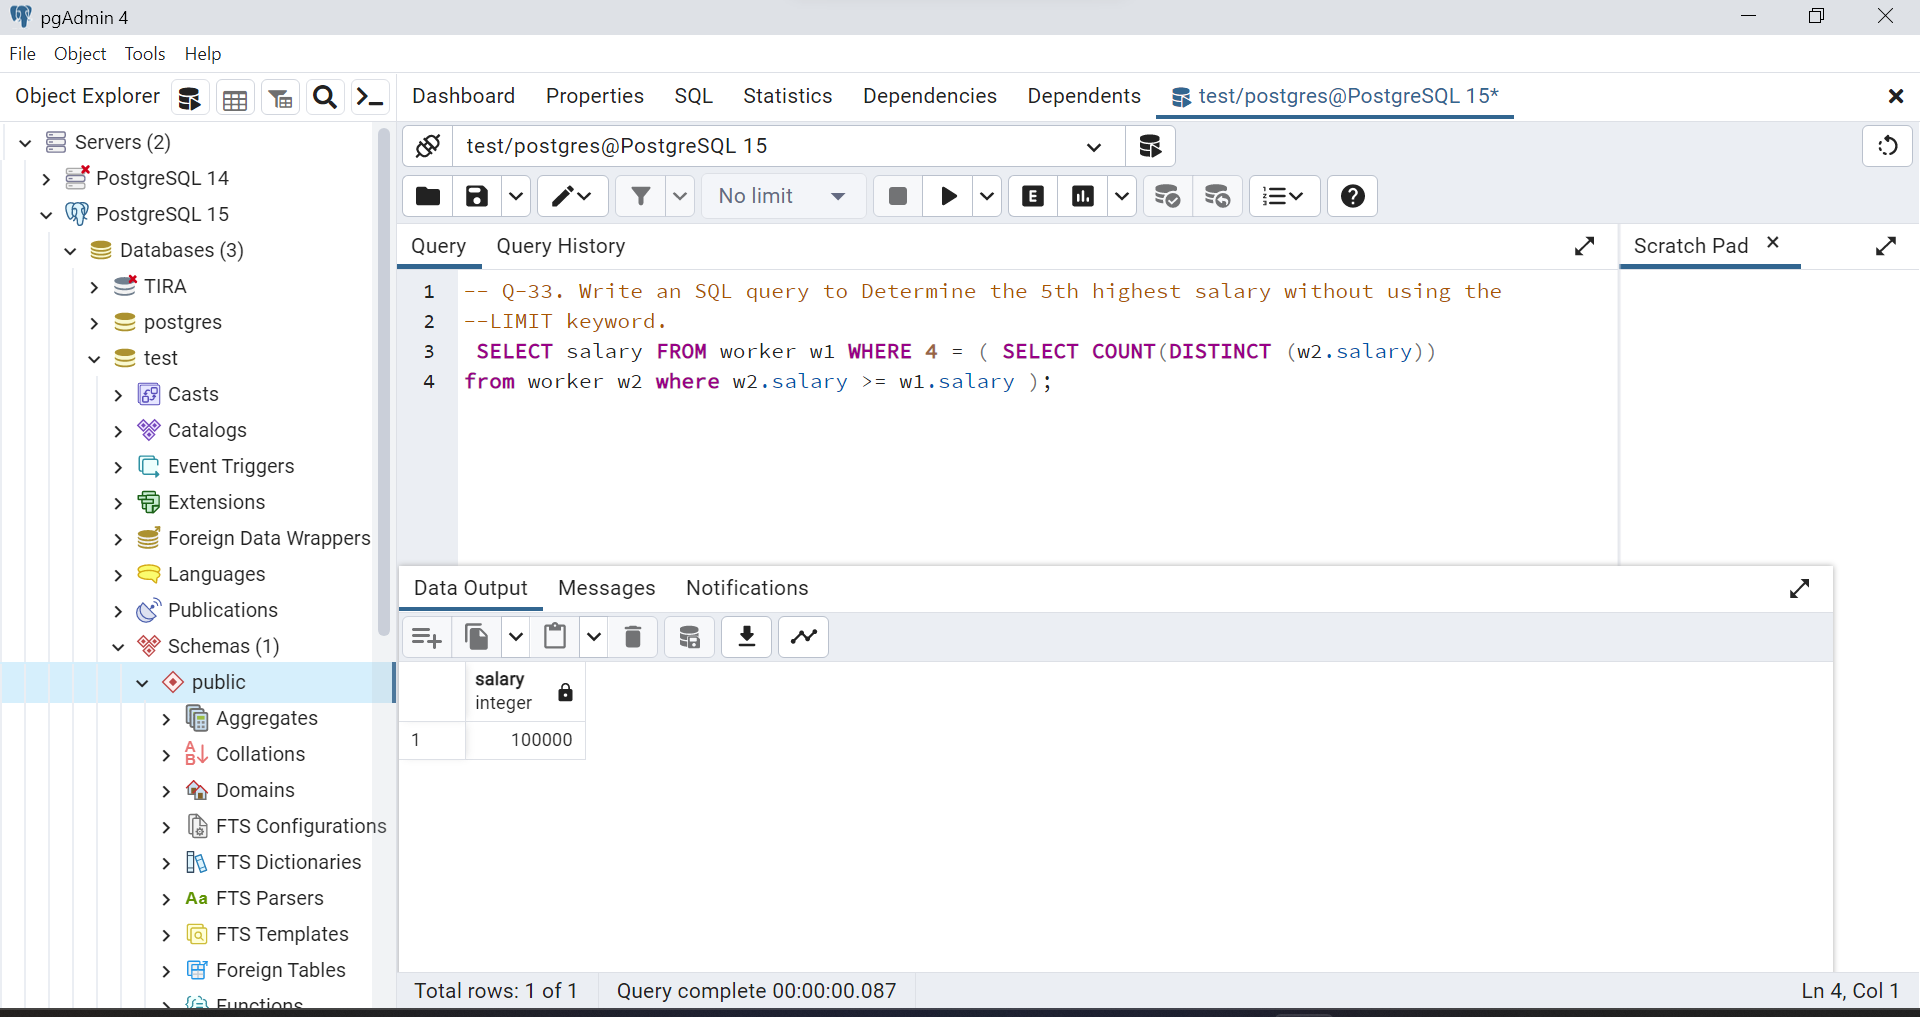 pgAdmin 4
File Object Tools Help
Object Explorer
Dashboard Properties SQL Statistics Dependencies Dependents test/postgres@PostgreSQL 15*
Servers (2)
PostgreSQL 14
PostgreSQL 15
Databases (3)
TIRA
postgres
test
Casts
Catalogs
Event Triggers
Extensions
Foreign Data Wrappers
Languages
Publications
Schemas (1)
public
Aggregates
Collations
Domains
FTS Configurations
FTS Dictionaries
Aa FTS Parsers
FTS Templates
Foreign Tables
Functions
test/postgres@PostgreSQL 15
No limit
E
Query Query History
Scratch Pad
1 -- Q-33. Write an SQL query to Determine the 5th highest salary without using the
2 --LIMIT keyword.
3 SELECT salary FROM worker w1 WHERE 4 = ( SELECT COUNT(DISTINCT (w2.salary))
4 from worker w2 where w2.salary >= w1.salary );
Data Output Messages Notifications
salary
integer
1 100000
Total rows: 1 of 1 Query complete 00:00:00.087 Ln 4, Col 1